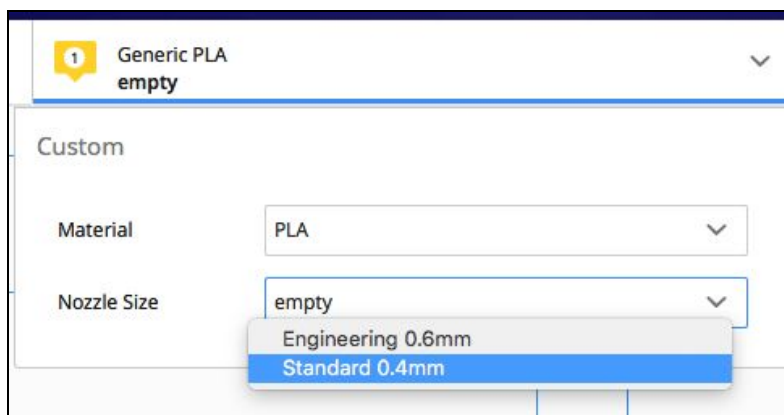 1
Generic PLA
empty
Custom
Material
PLA
Nozzle Size
empty
Engineering 0.6mm
Standard 0.4mm